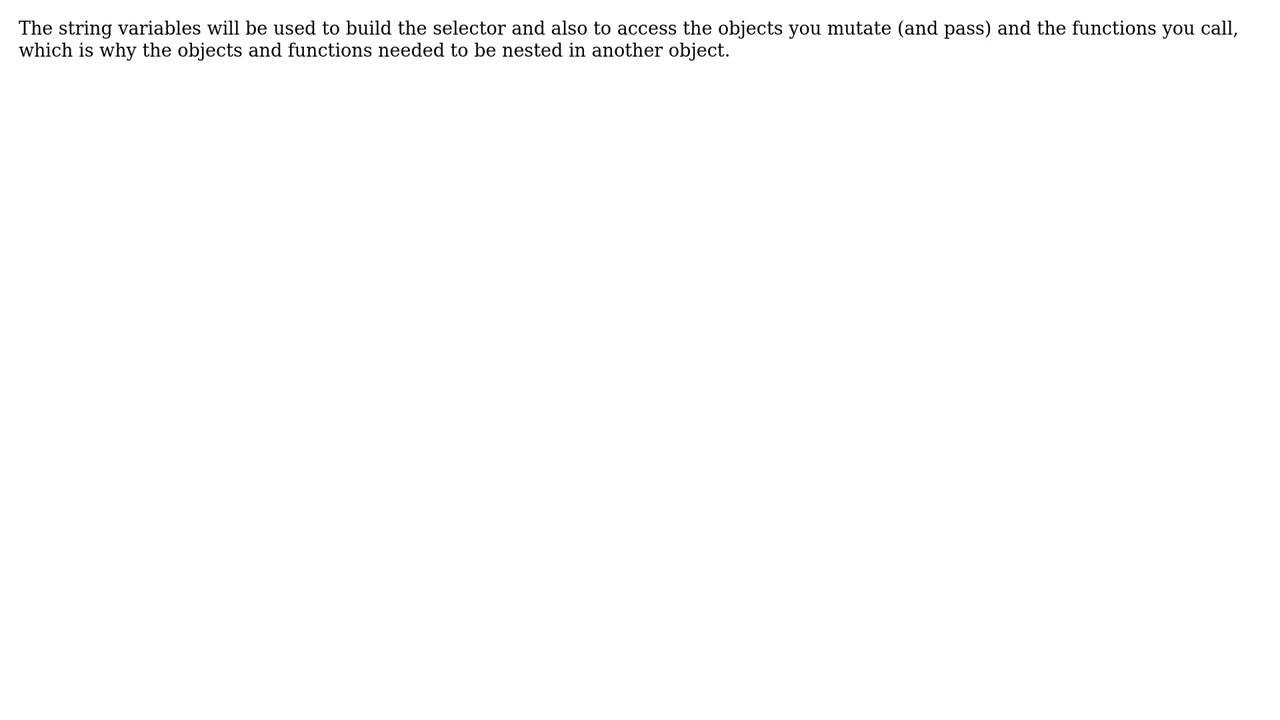 The string variables will be used to build the selector and also to access the objects you mutate (and pass) and the functions you call,
which is why the objects and functions needed to be nested in another object.